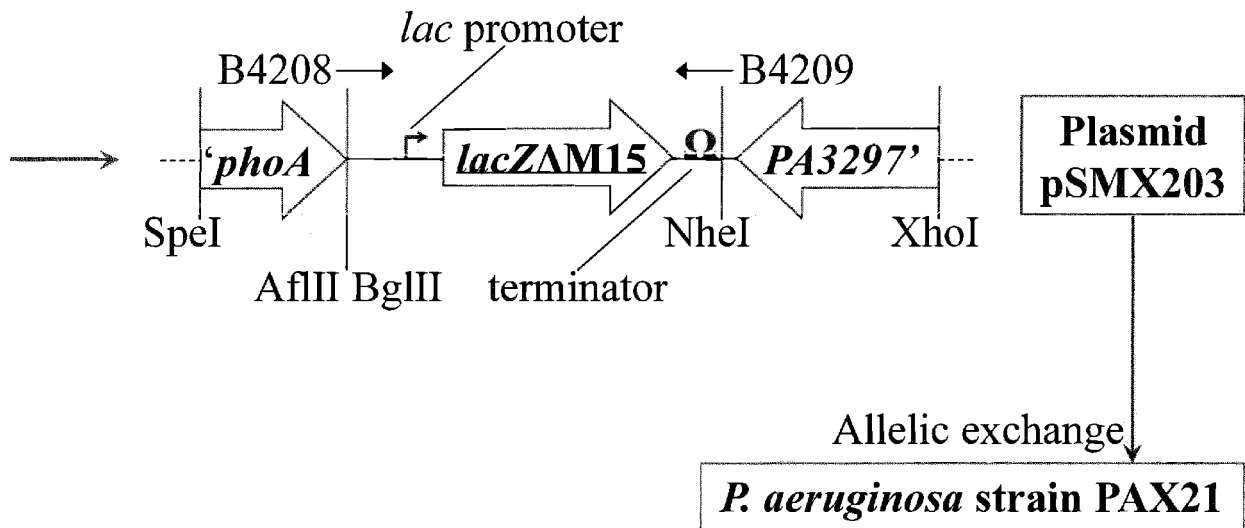 lac promoter
B4208
B4209
‘phoA
lacZΔM15
Ω
PA3297’
Plasmid
pSMX203
SpeI
NheI
XhoI
AflII BglII
terminator
Allelic exchange
P. aeruginosa strain PAX21